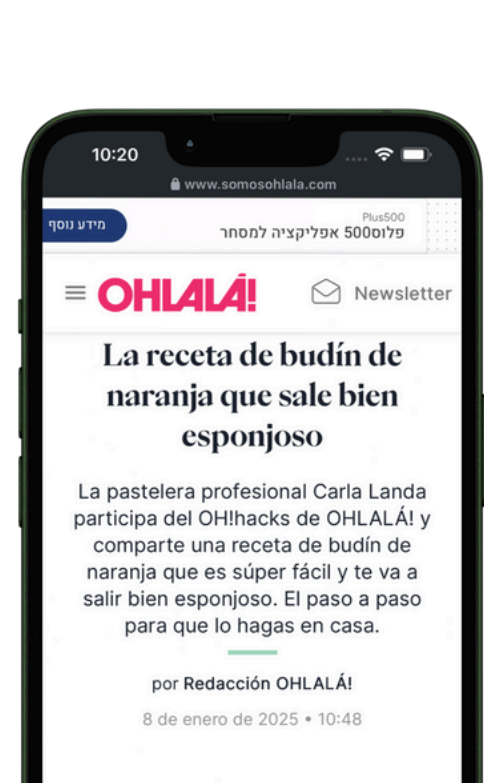 10:20
www.somosohlala.com
Plus500
פלוס500 אפליקציה למסחר
מידע נוסף
OHLALÁ!
Newsletter
La receta de budín de
naranja que sale bien
esponjoso
La pastelera profesional Carla Landa
participa del OH!hacks de OHLALÁ! y
comparte una receta de budín de
naranja que es súper fácil y te va a
salir bien esponjoso. El paso a paso
para que lo hagas en casa.
por Redacción OHLALÁ!
8 de enero de 2025 • 10:48